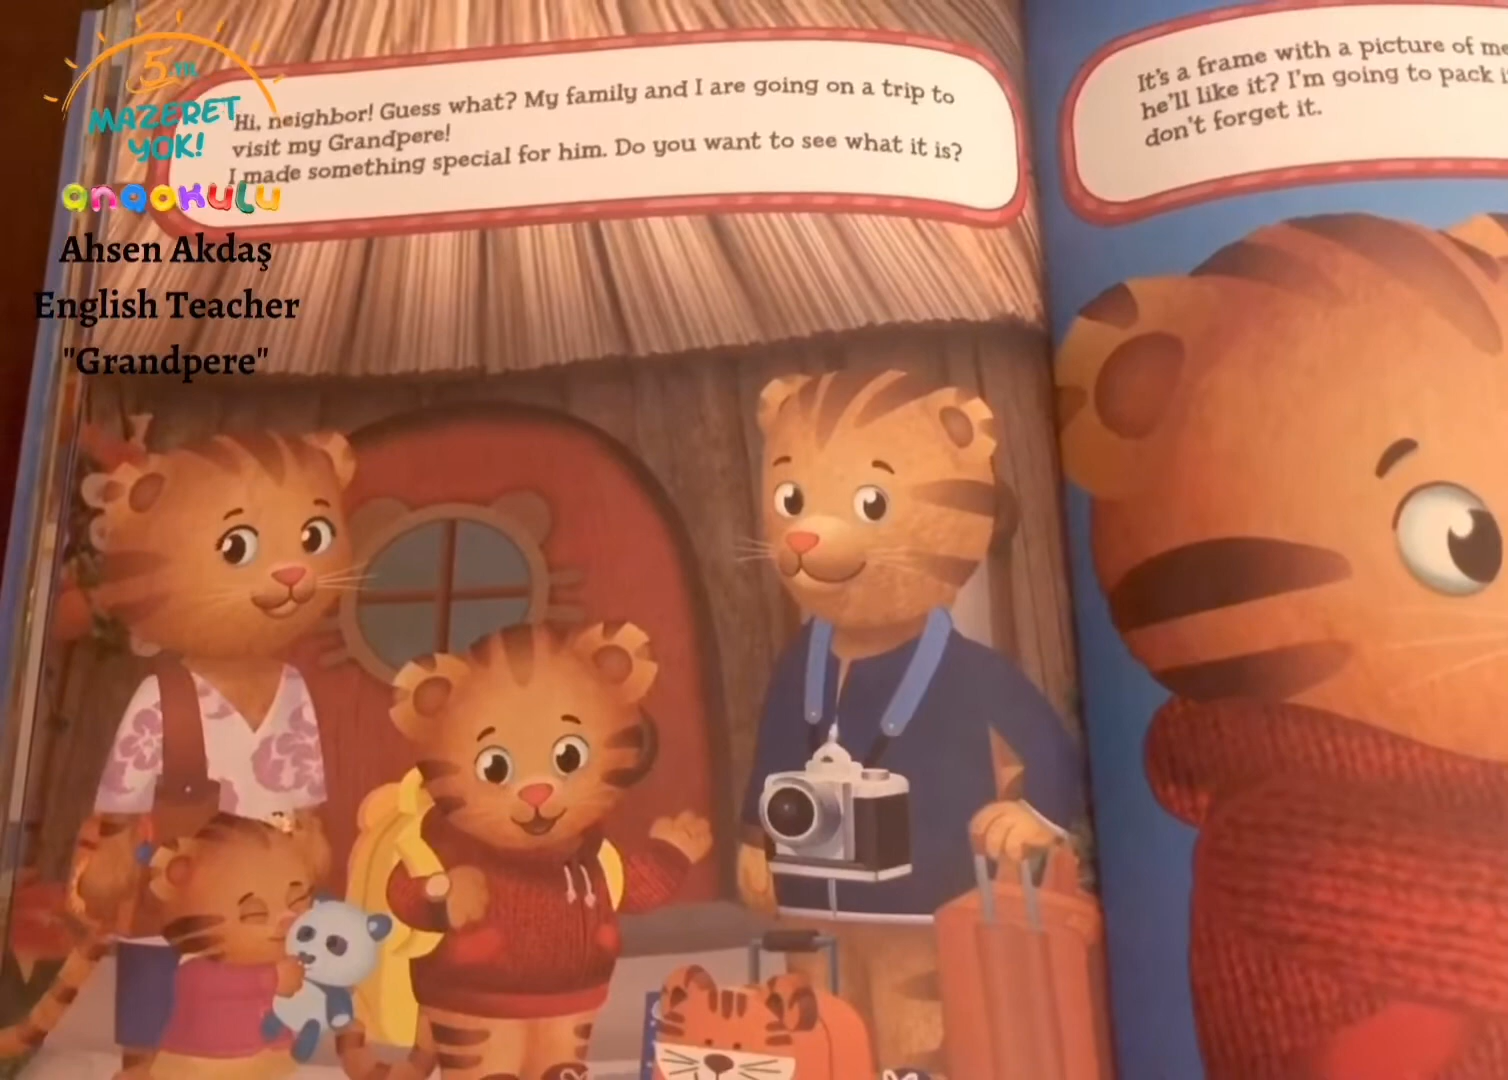 5.TR
MAZERET
YOK!
anaokulu
Ahsen Akdaş
English Teacher
"Grandpere"
Hi, neighbor! Guess what? My family and I are going on a trip to
visit my Grandpere!
I made something special for him. Do you want to see what it is?
It's a frame with a picture of me
he'll like it? I'm going to pack i
don't forget it.